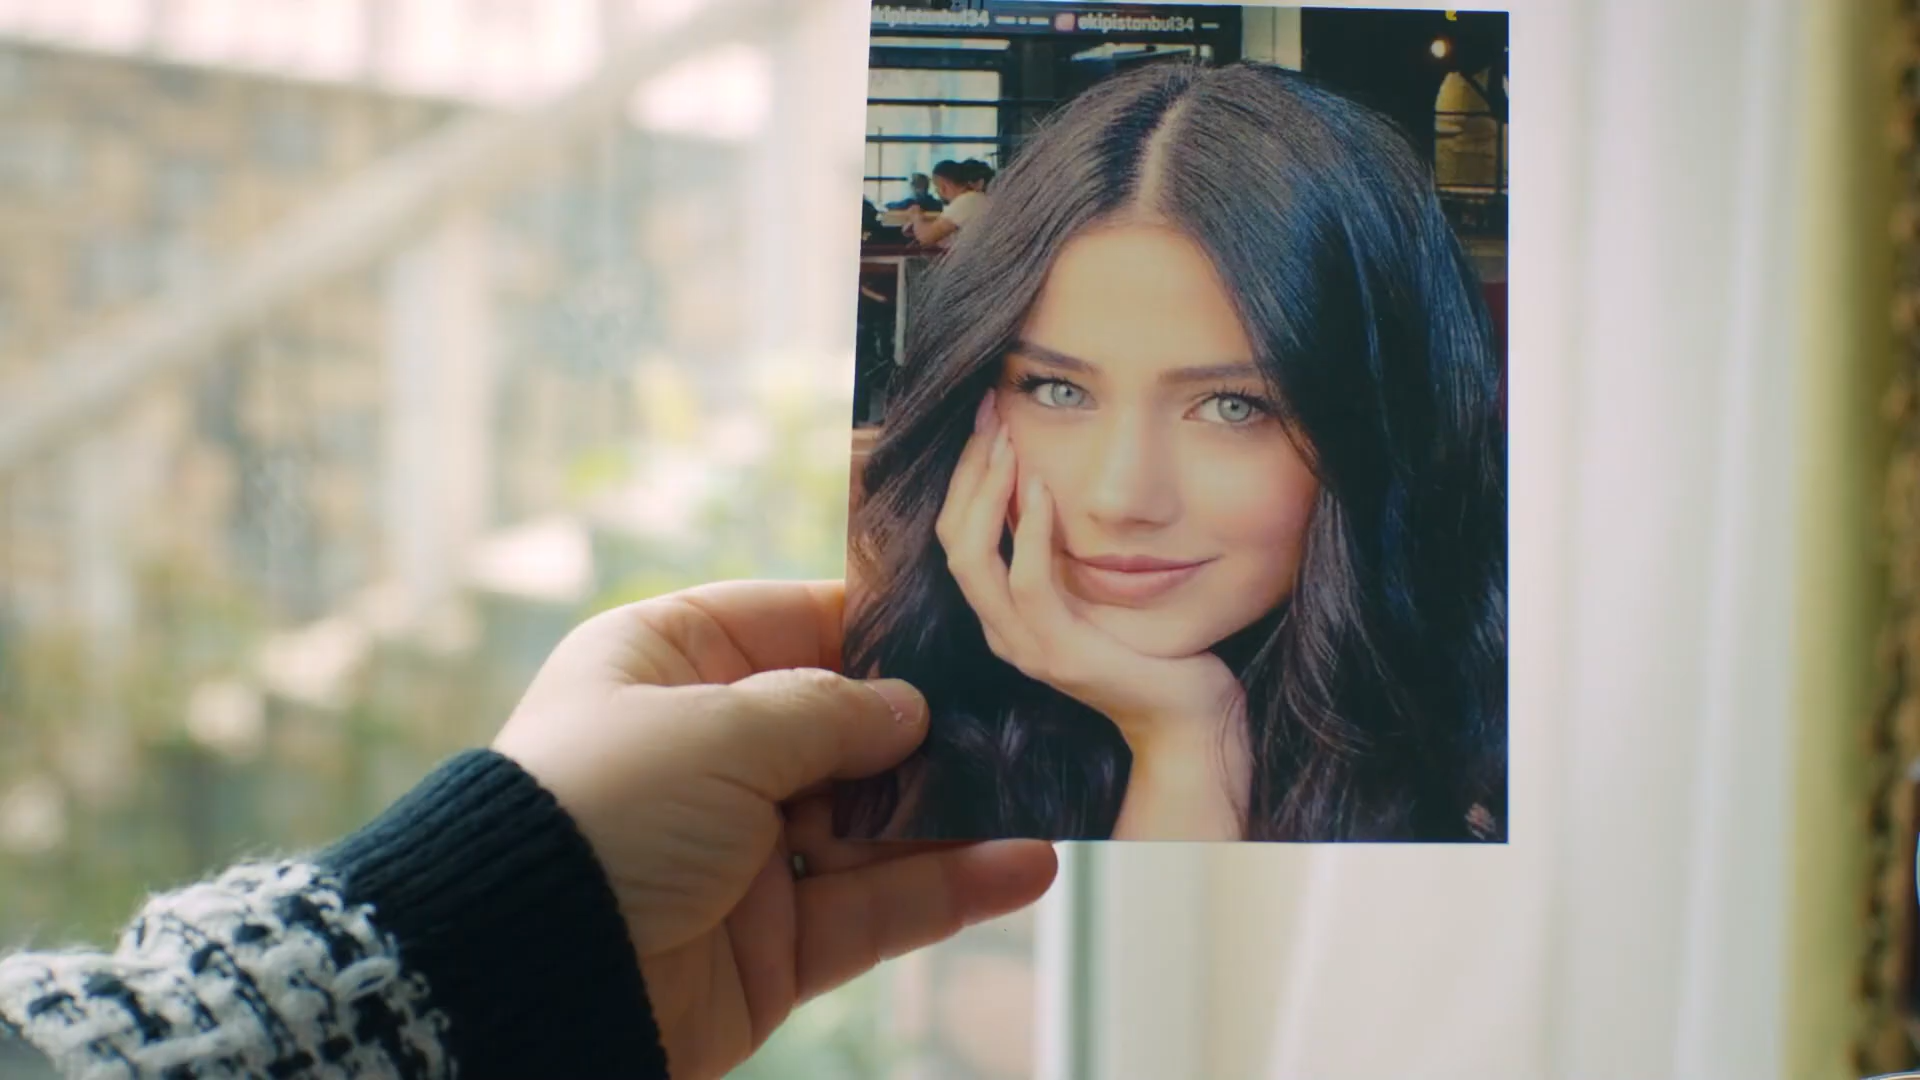 ekipistanbul34 — - — ekipistanbul34 —